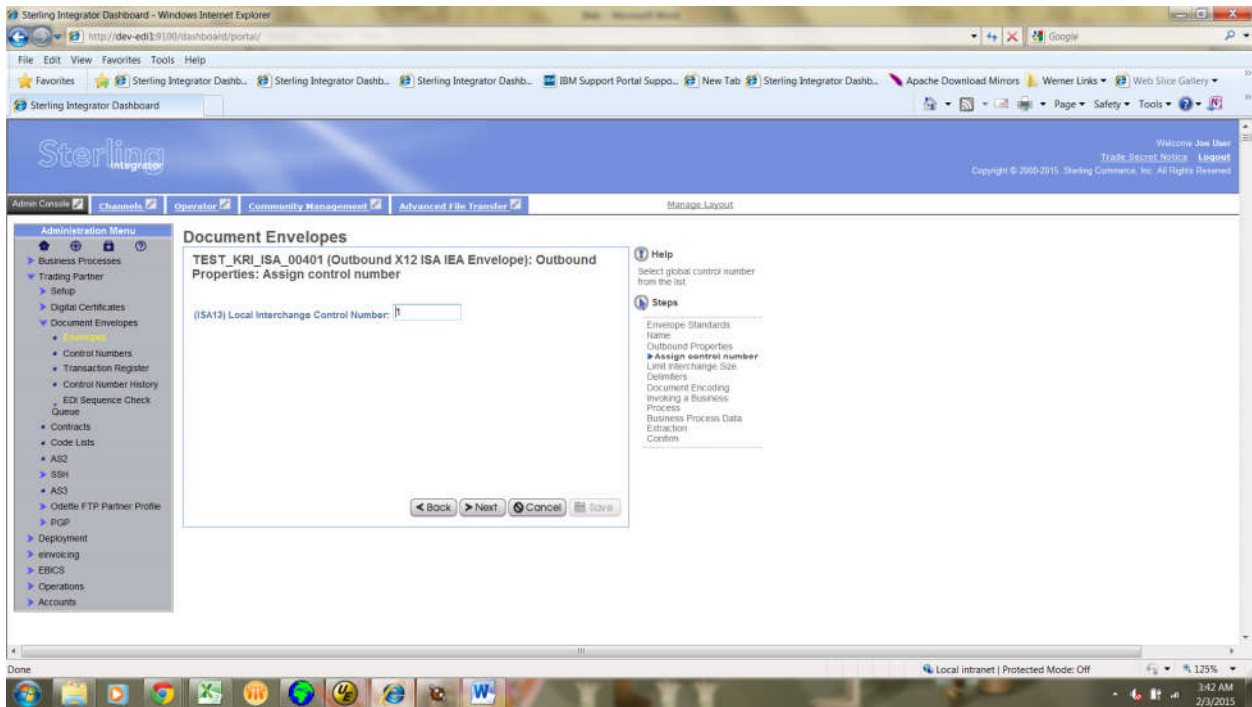 Sterling Integrator Dashboard - Windows Internet Explorer
http://dev-edi1:9100/dashboard/portal/
Google
File Edit View Favorites Tools Help
Favorites Sterling Integrator Dashb... Sterling Integrator Dashb... Sterling Integrator Dashb... IBM Support Portal Suppo... New Tab Sterling Integrator Dashb... Apache Download Mirrors Werner Links Web Slice Gallery
Sterling Integrator Dashboard
Page Safety Tools
Sterling
Integrator
Welcome Joe User
Trade Secret Notice Logout
Copyright © 2000-2015 Sterling Commerce, Inc. All Rights Reserved
Admin Console Channels Operator Community Management Advanced File Transfer Manage Layout
Administration Menu
Business Processes
Trading Partner
Setup
Digital Certificates
Document Envelopes
Envelopes
Control Numbers
Transaction Register
Control Number History
EDI Sequence Check
Queue
Contracts
Code Lists
AS2
SSH
AS3
Odette FTP Partner Profile
PGP
Deployment
einvoicing
EBICS
Operations
Accounts
Document Envelopes
TEST_KRI_ISA_00401 (Outbound X12 ISA IEA Envelope): Outbound
Properties: Assign control number
(ISA13) Local Interchange Control Number: 1
Back Next Cancel Save
Help
Select global control number
from the list.
Steps
Envelope Standards
Name
Outbound Properties
Assign control number
Limit Interchange Size
Delimiters
Document Encoding
Invoking a Business
Process
Business Process Data
Extraction
Confirm
Done
Local intranet | Protected Mode: Off
125%
3:42 AM
2/3/2015